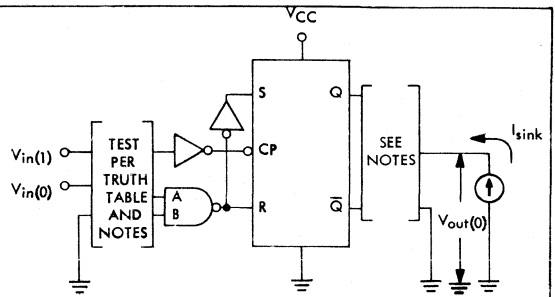 VCC
S
Q
Isink
Vin(1)
TEST
PER
TRUTH
TABLE
AND
NOTES
CP
SEE
NOTES
Vin(0)
A
B
R
Q̅
Vout(0)